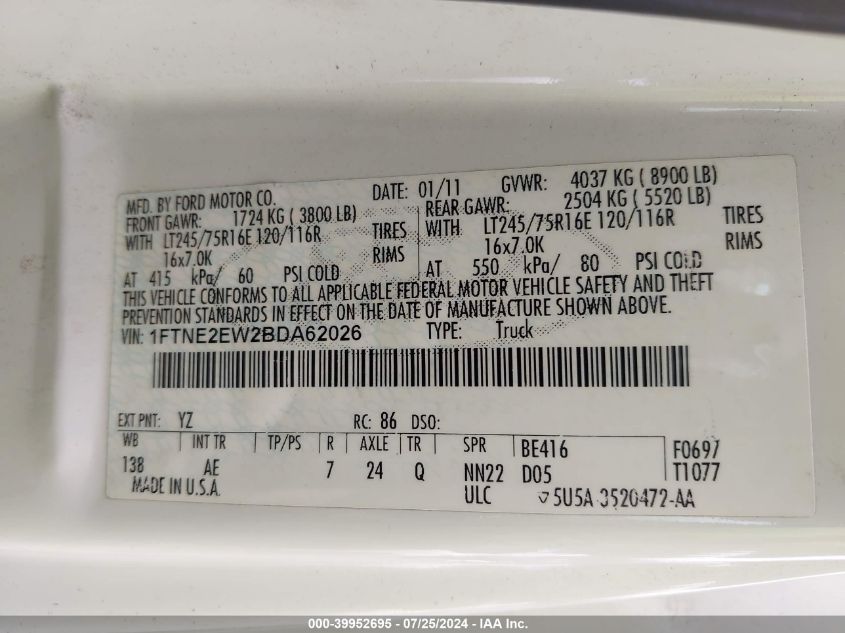 MFD. BY FORD MOTOR CO. DATE: 01/11 GVWR: 4037 KG ( 8900 LB)
FRONT GAWR: 1724 KG ( 3800 LB) REAR GAWR: 2504 KG ( 5520 LB)
WITH LT245/75R16E 120/116R TIRES WITH LT245/75R16E 120/116R TIRES
16x7.0K RIMS 16x7.0K RIMS
AT 415 kPa/ 60 PSI COLD AT 550 kPa/ 80 PSI COLD
THIS VEHICLE CONFORMS TO ALL APPLICABLE FEDERAL MOTOR VEHICLE SAFETY AND THEFT
PREVENTION STANDARDS IN EFFECT ON THE DATE OF MANUFACTURE SHOWN ABOVE.
VIN: 1FTNE2EW2BDA62026 TYPE: Truck
EXT PNT: YZ RC: 86 DSO:
WB INT TR TP/PS R AXLE TR SPR BE416 F0697
138 AE 7 24 Q NN22 D05 T1077
MADE IN U.S.A. ULC 5U5A-3520472-AA
000-39952695 - 07/25/2024 - IAA Inc.